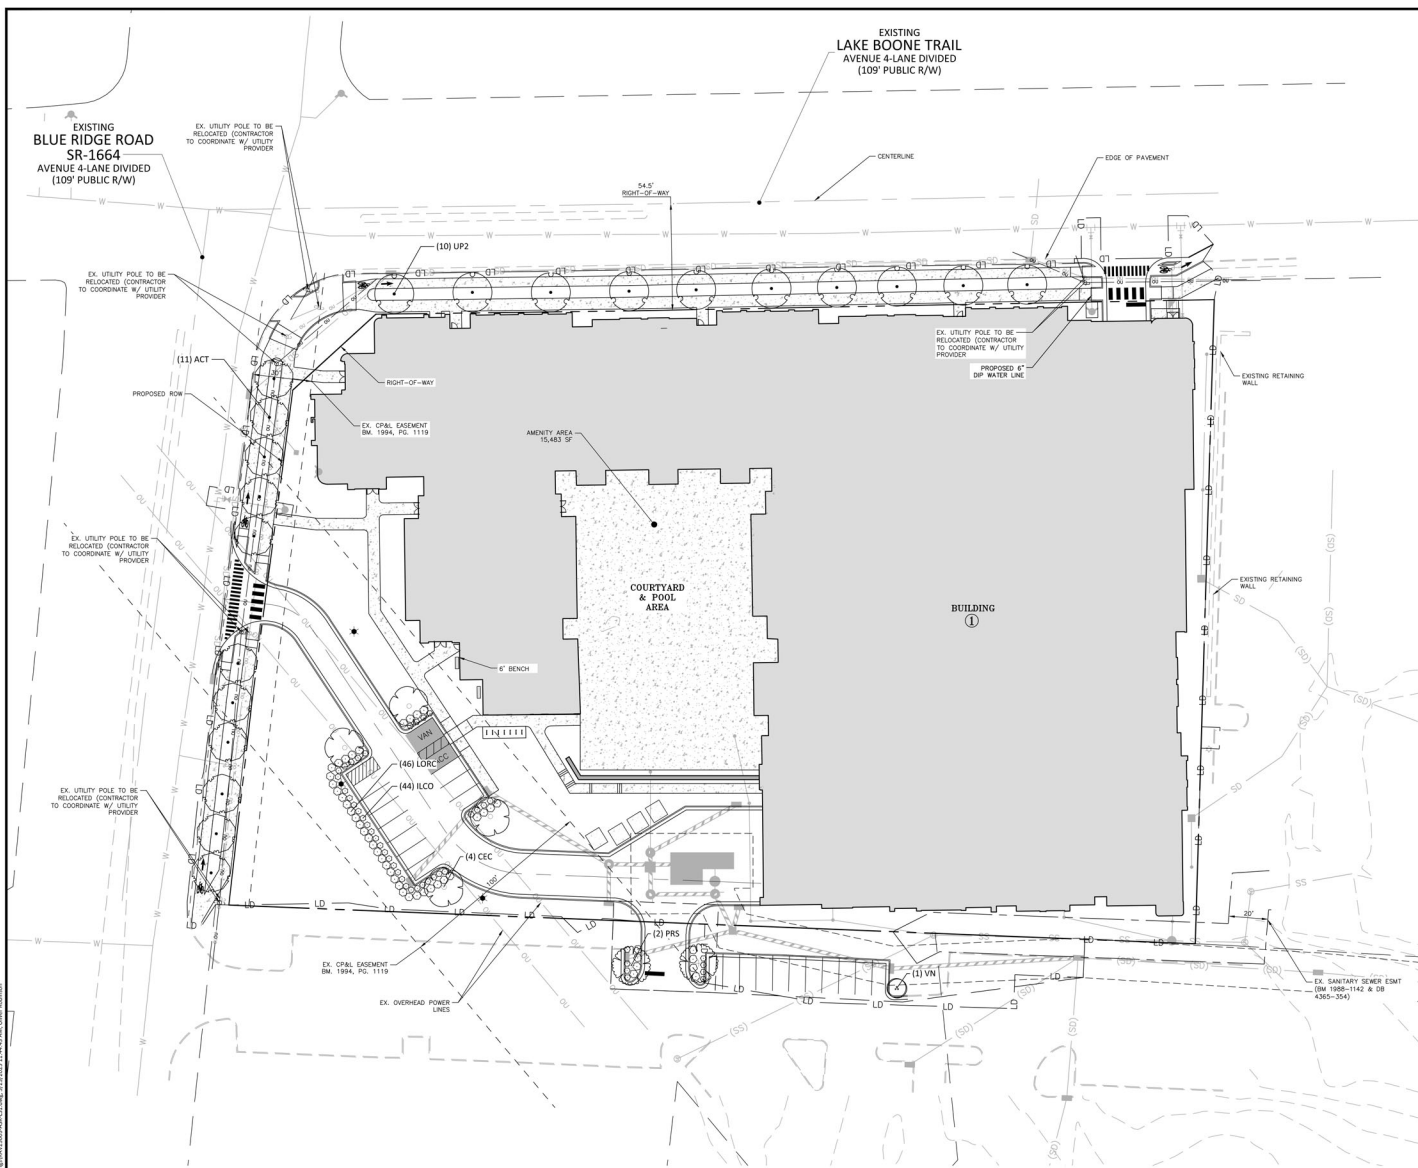 EXISTING
LAKE BOONE TRAIL
AVENUE 4-LANE DIVIDED
(109' PUBLIC R/W)
EXISTING
BLUE RIDGE ROAD
SR-1664
AVENUE 4-LANE DIVIDED
(109' PUBLIC R/W)
EX. UTILITY POLE TO BE
RELOCATED (CONTRACTOR
TO COORDINATE W/ UTILITY
PROVIDER
CENTERLINE
EDGE OF PAVEMENT
54.5'
RIGHT-OF-WAY
(10) UP2
EX. UTILITY POLE TO BE
RELOCATED (CONTRACTOR
TO COORDINATE W/ UTILITY
PROVIDER
EX. UTILITY POLE TO BE
RELOCATED (CONTRACTOR
TO COORDINATE W/ UTILITY
PROVIDER
PROPOSED 6"
DIP WATER LINE
(11) ACT
RIGHT-OF-WAY
PROPOSED ROW
EXISTING RETAINING
WALL
EX. CP&L EASEMENT
BM. 1994, PG. 1119
AMENITY AREA
15,483 SF
EX. UTILITY POLE TO BE
RELOCATED (CONTRACTOR
TO COORDINATE W/ UTILITY
PROVIDER
COURTYARD
& POOL
AREA
BUILDING
1
EXISTING RETAINING
WALL
6' BENCH
VAN
(46) LORC
(44) ILCO
EX. UTILITY POLE TO BE
RELOCATED (CONTRACTOR
TO COORDINATE W/ UTILITY
PROVIDER
(4) CEC
100'
20'
(2) PRS
EX. CP&L EASEMENT
BM. 1994, PG. 1119
(1) VN
EX. OVERHEAD POWER
LINES
EX. SANITARY SEWER ESMT
(BM 1988-1142 & DB
4365-354)